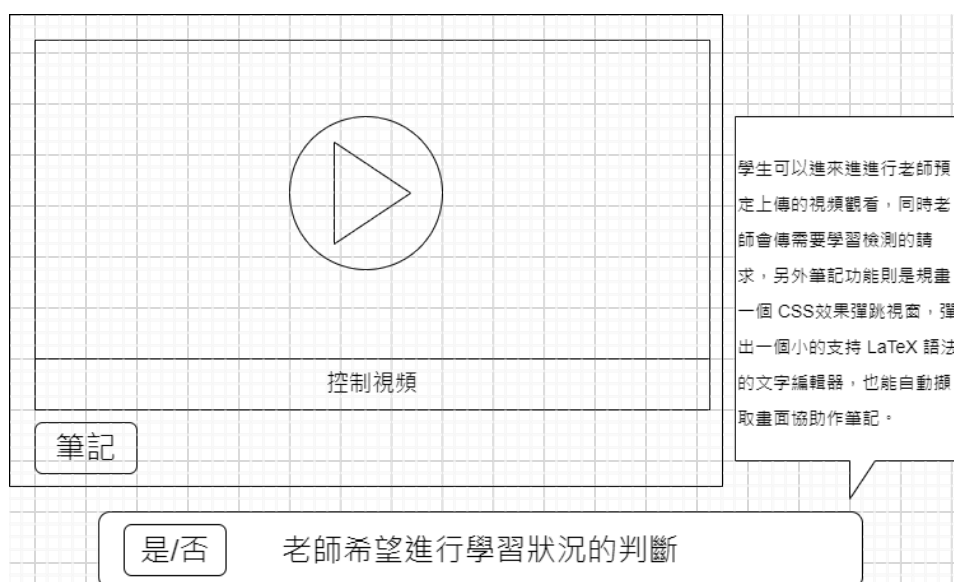 學生可以進來進進行老師預
定上傳的視頻觀看，同時老
師會傳需要學習檢測的請
求，另外筆記功能則是規畫
一個 CSS效果彈跳視窗，彈
出一個小的支持 LaTeX 語法
的文字編輯器，也能自動擷
取畫面協助作筆記。
控制視頻
筆記
是/否 老師希望進行學習狀況的判斷